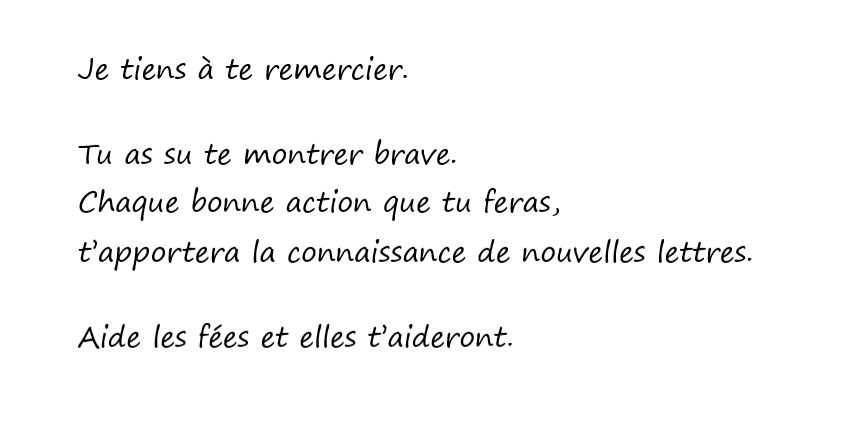 Je tiens à te remercier.
Tu as su te montrer brave.
Chaque bonne action que tu feras,
t’apportera la connaissance de nouvelles lettres.
Aide les fées et elles t’aideront.